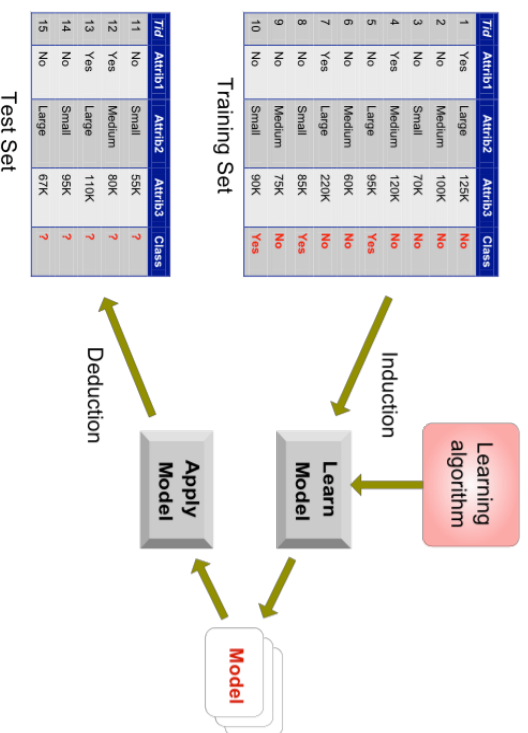 Tid Attrib1 Attrib2 Attrib3 Class
1 Yes Large 125K No
2 No Medium 100K No
3 No Small 70K No
4 Yes Medium 120K No
5 No Large 95K Yes
6 No Medium 60K No
7 Yes Large 220K No
8 No Small 85K Yes
9 No Medium 75K No
10 No Small 90K Yes
Training Set
Tid Attrib1 Attrib2 Attrib3 Class
11 No Small 55K ?
12 Yes Medium 80K ?
13 Yes Large 110K ?
14 No Small 95K ?
15 No Large 67K ?
Test Set
Learning
algorithm
Induction
Learn
Model
Model
Apply
Model
Deduction